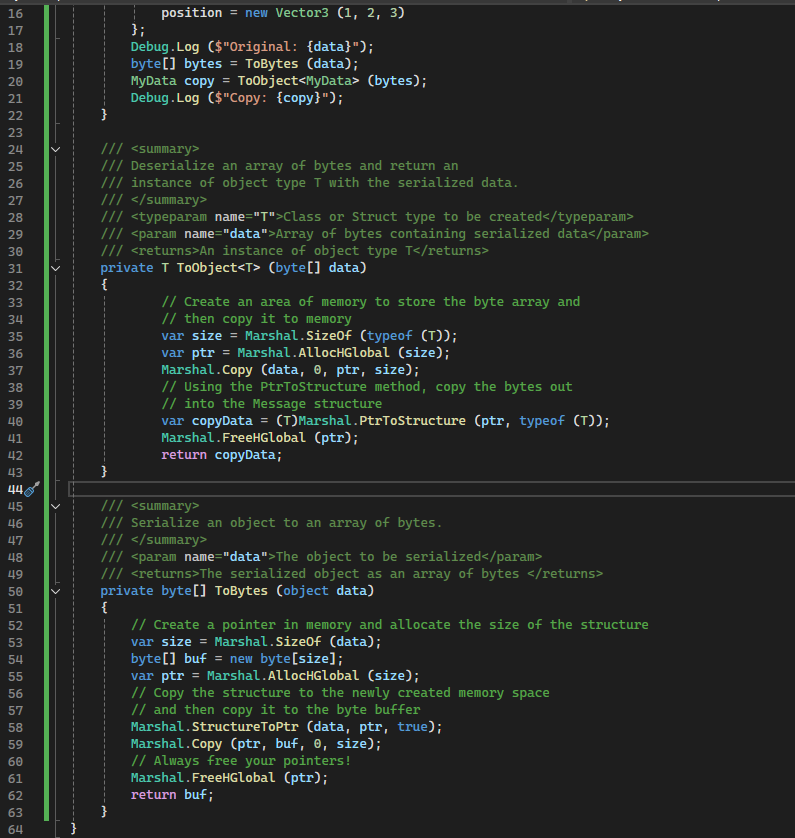 16 position = new Vector3 (1, 2, 3)
17 };
18 Debug.Log ($"Original: {data}");
19 byte[] bytes = ToBytes (data);
20 MyData copy = ToObject<MyData> (bytes);
21 Debug.Log ($"Copy: {copy}");
22 }
23
24 /// <summary>
25 /// Deserialize an array of bytes and return an
26 /// instance of object type T with the serialized data.
27 /// </summary>
28 /// <typeparam name="T">Class or Struct type to be created</typeparam>
29 /// <param name="data">Array of bytes containing serialized data</param>
30 /// <returns>An instance of object type T</returns>
31 private T ToObject<T> (byte[] data)
32 {
33 // Create an area of memory to store the byte array and
34 // then copy it to memory
35 var size = Marshal.SizeOf (typeof (T));
36 var ptr = Marshal.AllocHGlobal (size);
37 Marshal.Copy (data, 0, ptr, size);
38 // Using the PtrToStructure method, copy the bytes out
39 // into the Message structure
40 var copyData = (T)Marshal.PtrToStructure (ptr, typeof (T));
41 Marshal.FreeHGlobal (ptr);
42 return copyData;
43 }
44
45 /// <summary>
46 /// Serialize an object to an array of bytes.
47 /// </summary>
48 /// <param name="data">The object to be serialized</param>
49 /// <returns>The serialized object as an array of bytes </returns>
50 private byte[] ToBytes (object data)
51 {
52 // Create a pointer in memory and allocate the size of the structure
53 var size = Marshal.SizeOf (data);
54 byte[] buf = new byte[size];
55 var ptr = Marshal.AllocHGlobal (size);
56 // Copy the structure to the newly created memory space
57 // and then copy it to the byte buffer
58 Marshal.StructureToPtr (data, ptr, true);
59 Marshal.Copy (ptr, buf, 0, size);
60 // Always free your pointers!
61 Marshal.FreeHGlobal (ptr);
62 return buf;
63 }
64 }